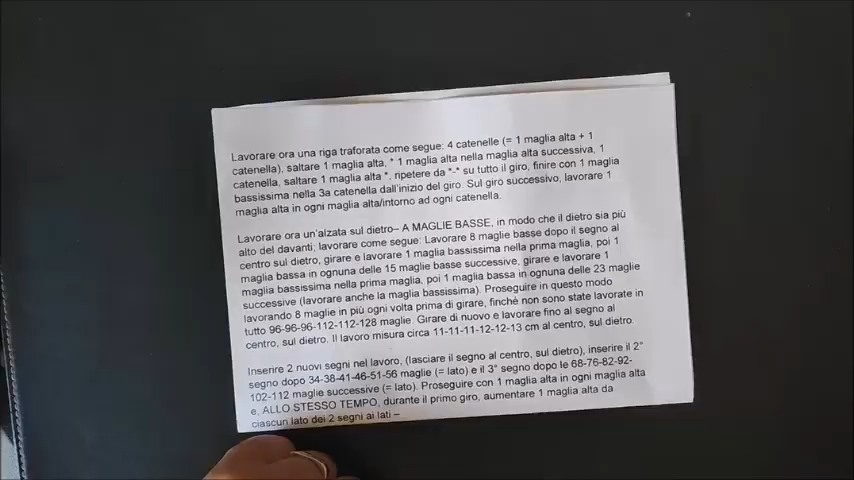 Lavorare ora una riga traforata come segue: 4 catenelle (= 1 maglia alta + 1
catenella), saltare 1 maglia alta, * 1 maglia alta nella maglia alta successiva, 1
catenella, saltare 1 maglia alta *, ripetere da *-* su tutto il giro, finire con 1 maglia
bassissima nella 3a catenella dall'inizio del giro. Sul giro successivo, lavorare 1
maglia alta in ogni maglia alta/intorno ad ogni catenella.
Lavorare ora un'alzata sul dietro– A MAGLIE BASSE, in modo che il dietro sia più
alto del davanti; lavorare come segue: Lavorare 8 maglie basse dopo il segno al
centro sul dietro, girare e lavorare 1 maglia bassissima nella prima maglia, poi 1
maglia bassa in ognuna delle 15 maglie basse successive, girare e lavorare 1
maglia bassissima nella prima maglia, poi 1 maglia bassa in ognuna delle 23 maglie
successive (lavorare anche la maglia bassissima). Proseguire in questo modo
lavorando 8 maglie in più ogni volta prima di girare, finché non sono state lavorate in
tutto 96-96-96-112-112-128 maglie. Girare di nuovo e lavorare fino al segno al
centro, sul dietro. Il lavoro misura circa 11-11-11-12-12-13 cm al centro, sul dietro.
Inserire 2 nuovi segni nel lavoro, (lasciare il segno al centro, sul dietro), inserire il 2°
segno dopo 34-38-41-46-51-56 maglie (= lato) e il 3° segno dopo le 68-76-82-92-
102-112 maglie successive (= lato). Proseguire con 1 maglia alta in ogni maglia alta
e, ALLO STESSO TEMPO, durante il primo giro, aumentare 1 maglia alta da
ciascun lato dei 2 segni ai lati –